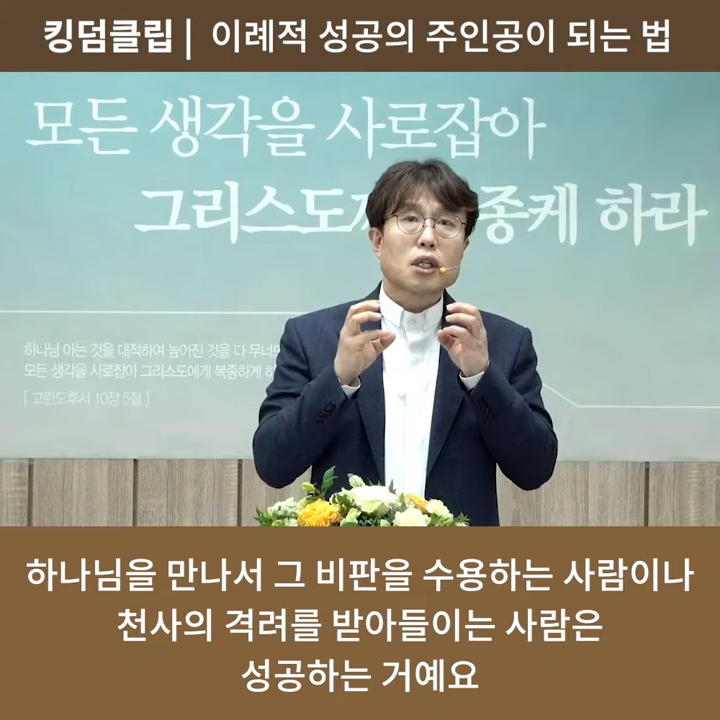 킹덤클립 | 이례적 성공의 주인공이 되는 법
모든 생각을 사로잡아
그리스도께 종케 하라
하나님 아는 것을 대적하여 높아진 것을 다 무너
모든 생각을 사로잡아 그리스도에게 복종하게 하
[ 고린도후서 10장 5절 ]
하나님을 만나서 그 비판을 수용하는 사람이나
천사의 격려를 받아들이는 사람은
성공하는 거예요